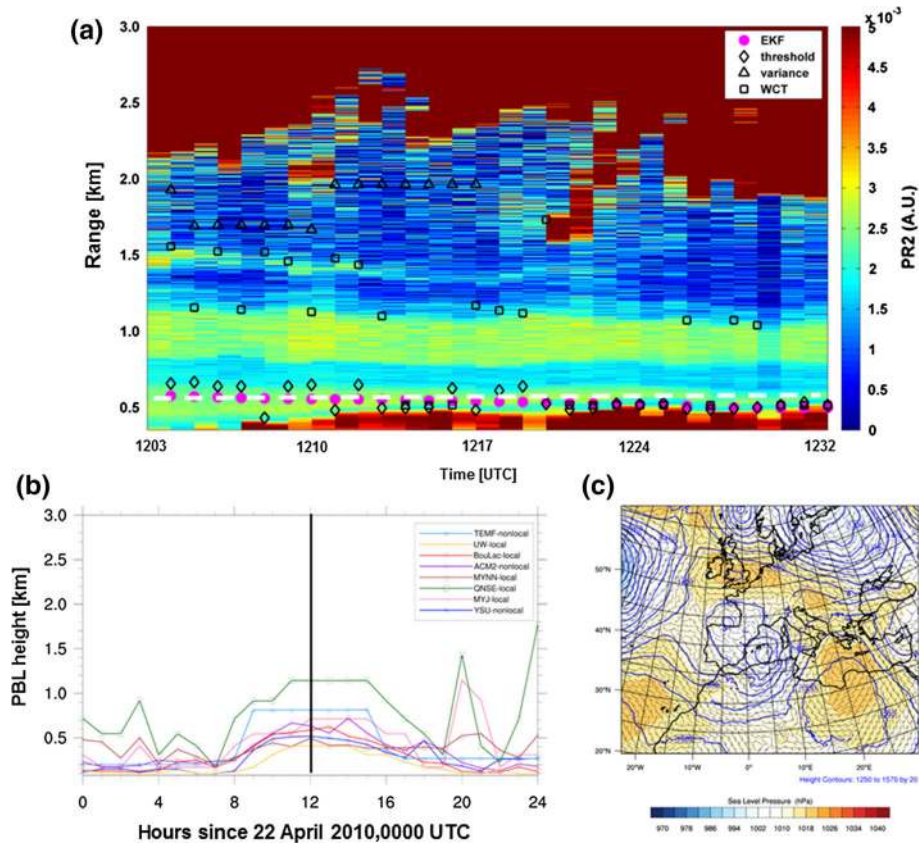 (a)
3.0
2.5
2.0
1.5
1.0
0.5
Range [km]
EKF
threshold
variance
WCT
1203
1210
1217
1224
1232
Time [UTC]
x 10⁻³
5
4.5
4
3.5
3
2.5
2
1.5
1
0.5
0
PR2 (A.U.)
(b)
3.0
2.5
2.0
1.5
1.0
0.5
PBL height [km]
TEMF-nonlocal
UW-local
BouLac-local
ACM2-nonlocal
MYNN-local
QNSE-local
MYJ-local
YSU-nonlocal
0
4
8
12
16
20
24
Hours since 22 April 2010,0000 UTC
(c)
50°N
40°N
30°N
20°N
20°W
10°W
0°
10°E
20°E
Height Contours: 1250 to 1570 by 20
Sea Level Pressure (hPa)
970 978 986 994 1002 1010 1018 1026 1034 1040